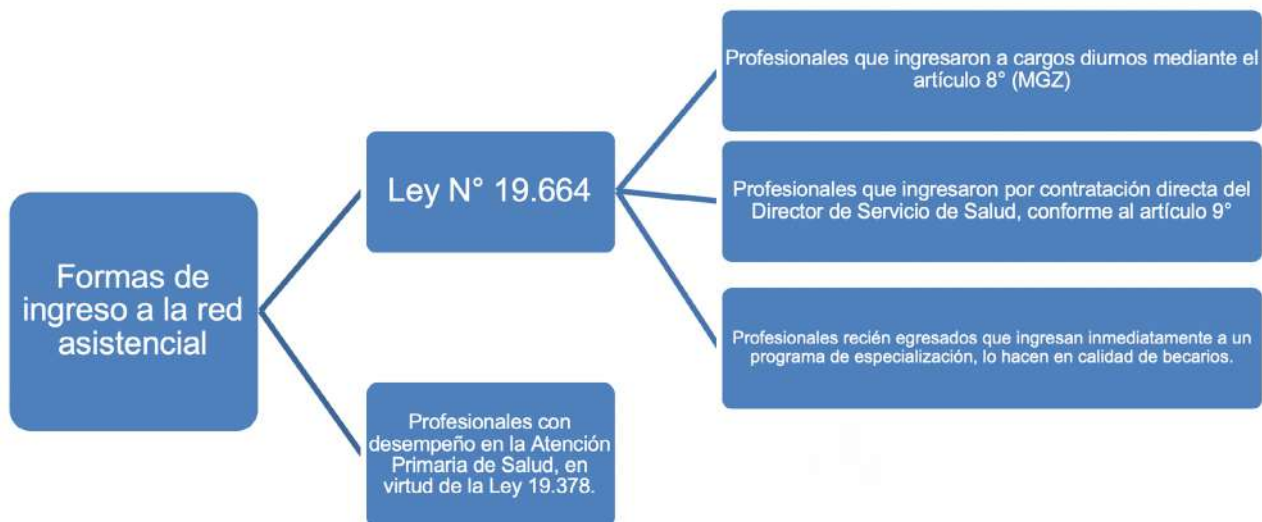 Formas de
ingreso a la red
asistencial
Ley N° 19.664
Profesionales con
desempeño en la Atención
Primaria de Salud, en
virtud de la Ley 19.378.
Profesionales que ingresaron a cargos diurnos mediante el
artículo 8° (MGZ)
Profesionales que ingresaron por contratación directa del
Director de Servicio de Salud, conforme al artículo 9°
Profesionales recién egresados que ingresan inmediatamente a un
programa de especialización, lo hacen en calidad de becarios.